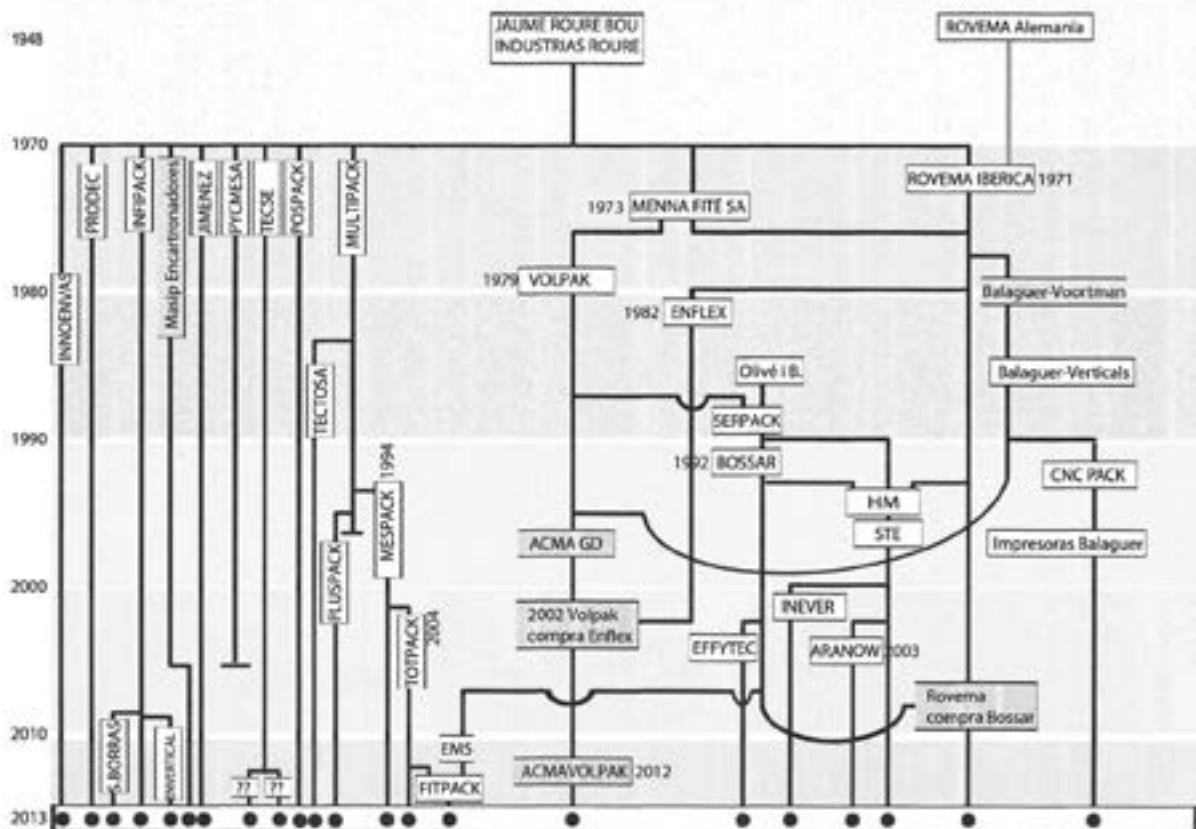 1948
JAUME ROURE BOU
INDUSTRIAS ROURE
ROVEMA Alemania
1970
INNOENVAS
PRODEC
INFIPACK
Masip Encartronadores
JIMENEZ
PYCMESA
TECSE
POSPACK
MULTIPACK
ROVEMA IBERICA 1971
1973 MENNA FITÉ SA
1979 VOLPAK
1980
Balaguer-Voortman
1982 ENFLEX
TECTOSA
Olivé i B.
Balaguer-Verticals
SERPACK
1990
1992 BOSSAR
CNC PACK
MESPACK 1994
IHM
STE
PLUSPACK
ACMA GD
Impresoras Balaguer
2000
INEVER
2002 Volpak
compra Enflex
TOTPACK
2004
EFFYTEC
ARANOW 2003
Rovema
compra Bossar
S.BORRAS
2010
EMS
ACMAVOLPAK 2012
?? ??
FITPACK
2013